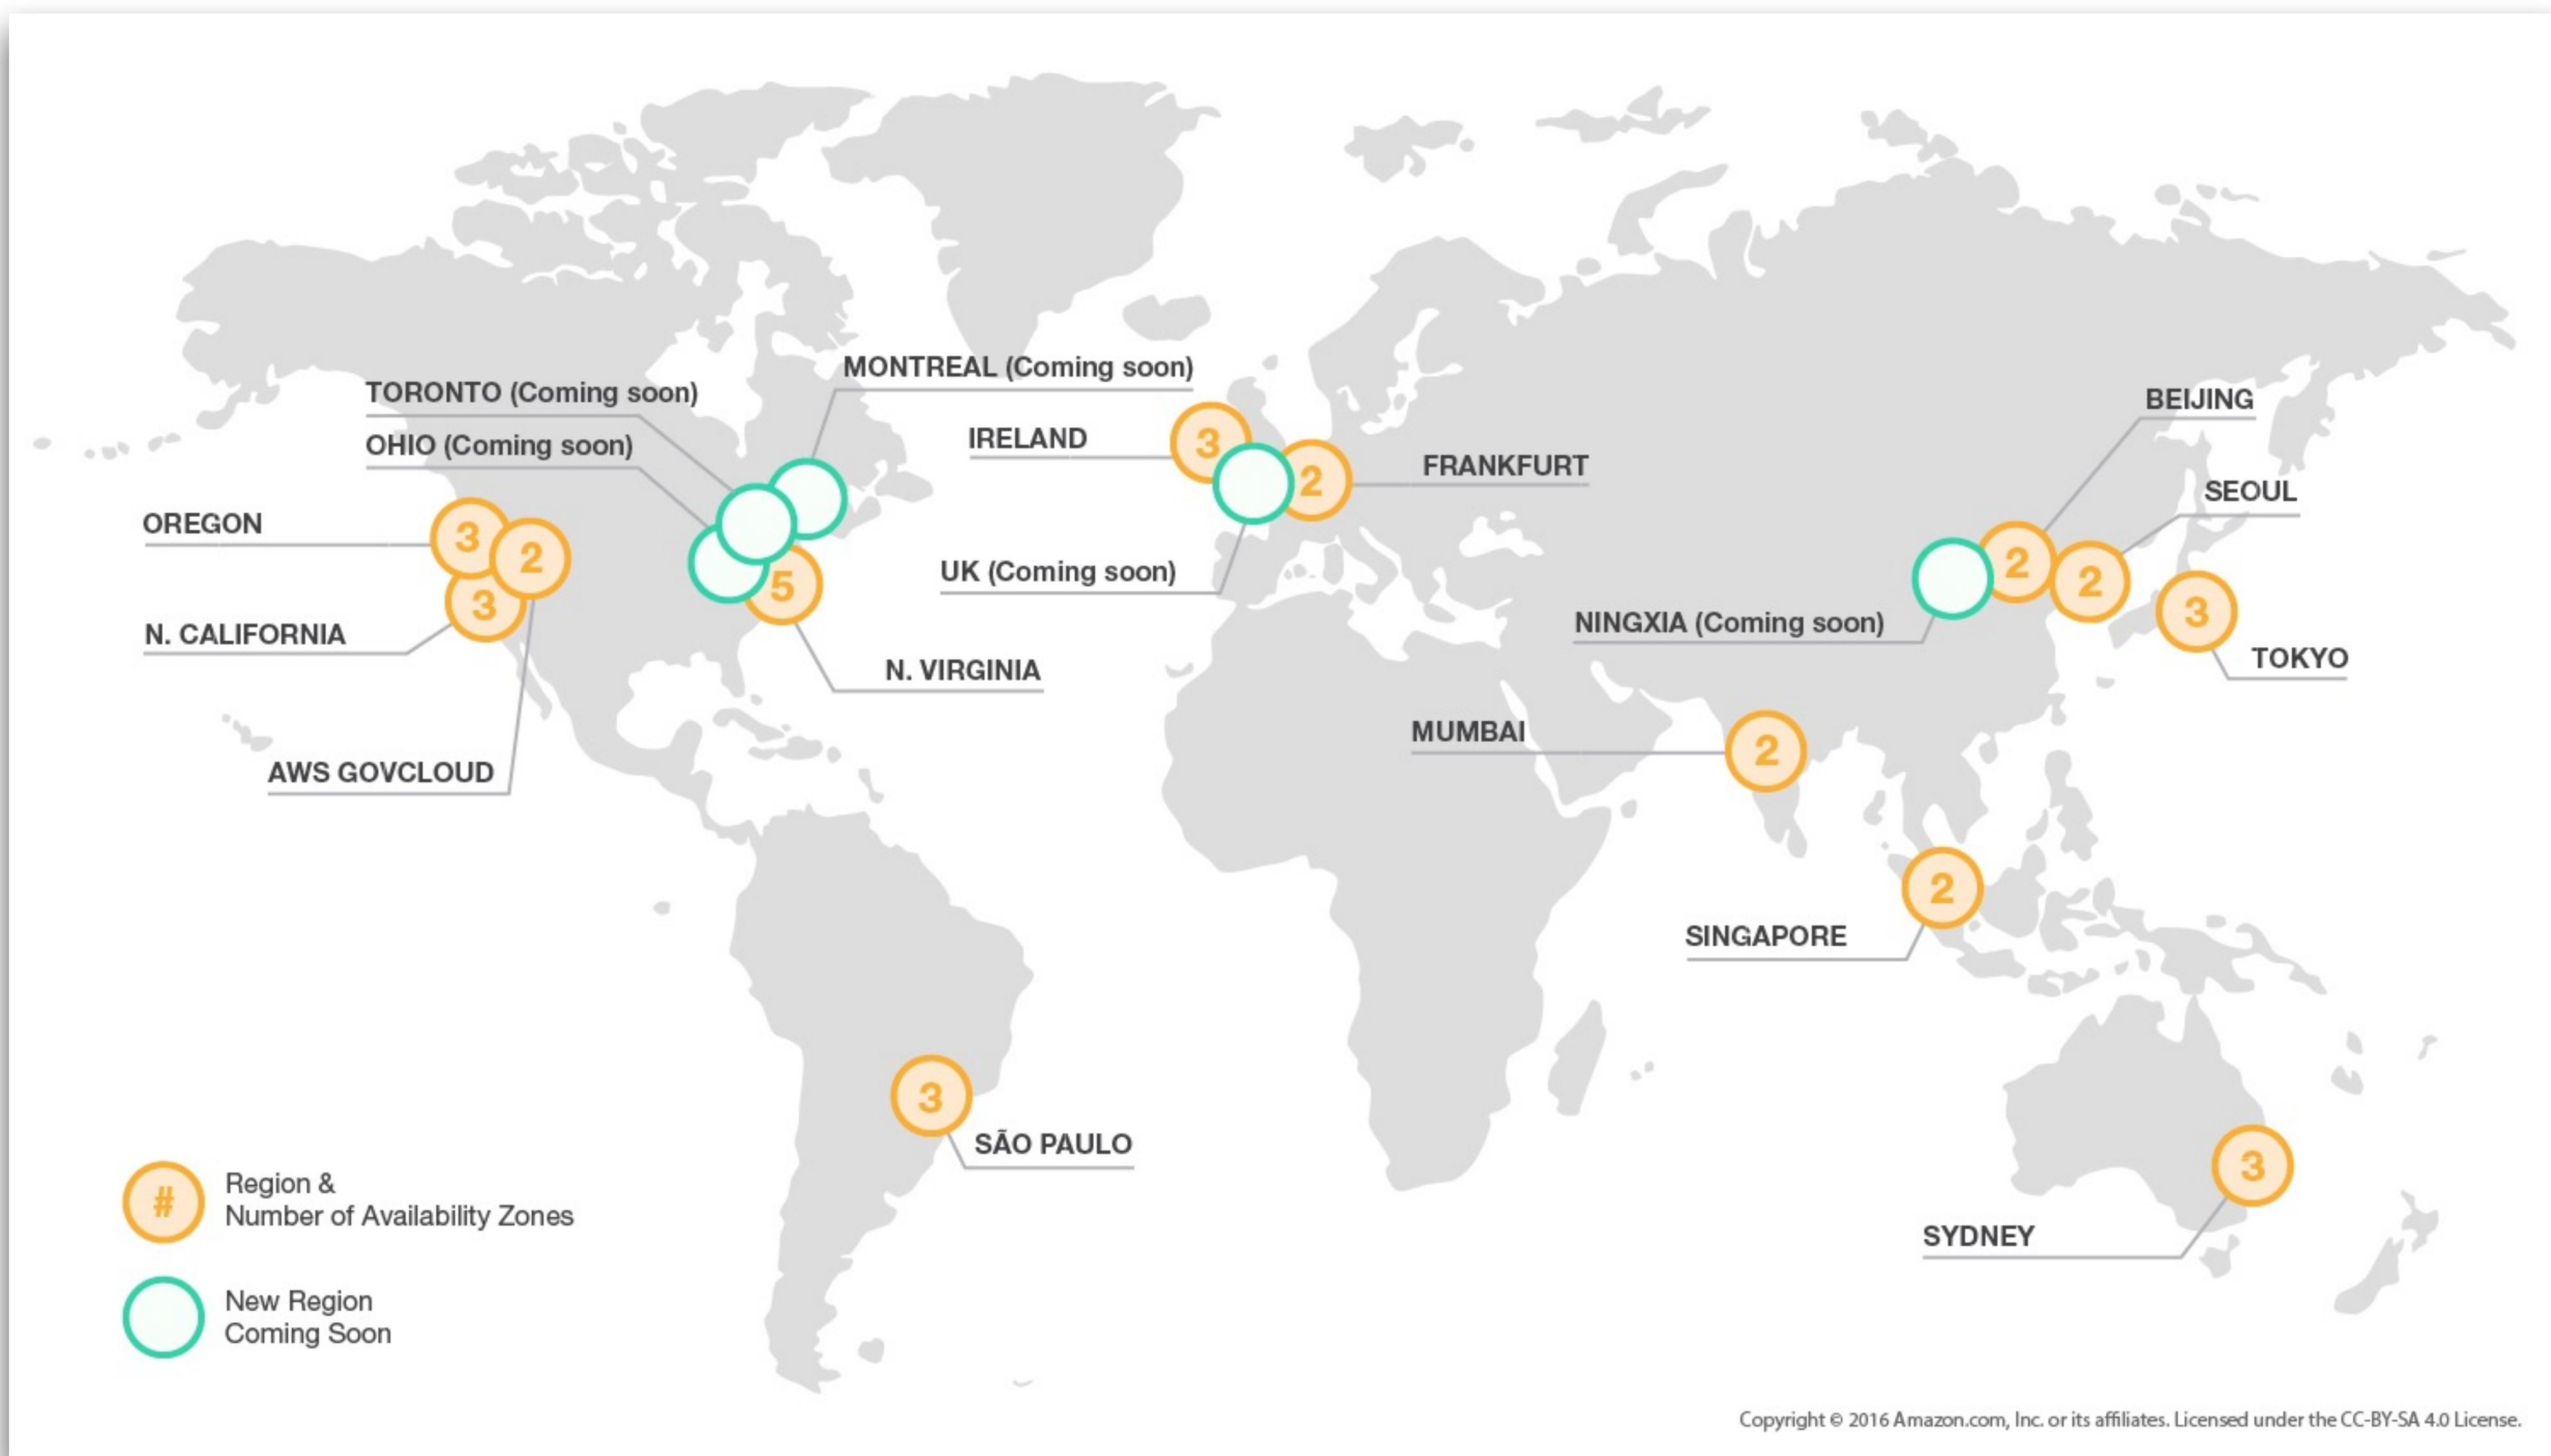 MONTREAL (Coming soon)
TORONTO (Coming soon)
OHIO (Coming soon)
OREGON
3
2
3
N. CALIFORNIA
AWS GOVCLOUD
5
N. VIRGINIA
IRELAND
3
2
FRANKFURT
UK (Coming soon)
BEIJING
SEOUL
2
2
3
NINGXIA (Coming soon)
TOKYO
MUMBAI
2
2
SINGAPORE
3
SÃO PAULO
3
SYDNEY
#
Region &
Number of Availability Zones
New Region
Coming Soon
Copyright © 2016 Amazon.com, Inc. or its affiliates. Licensed under the CC-BY-SA 4.0 License.